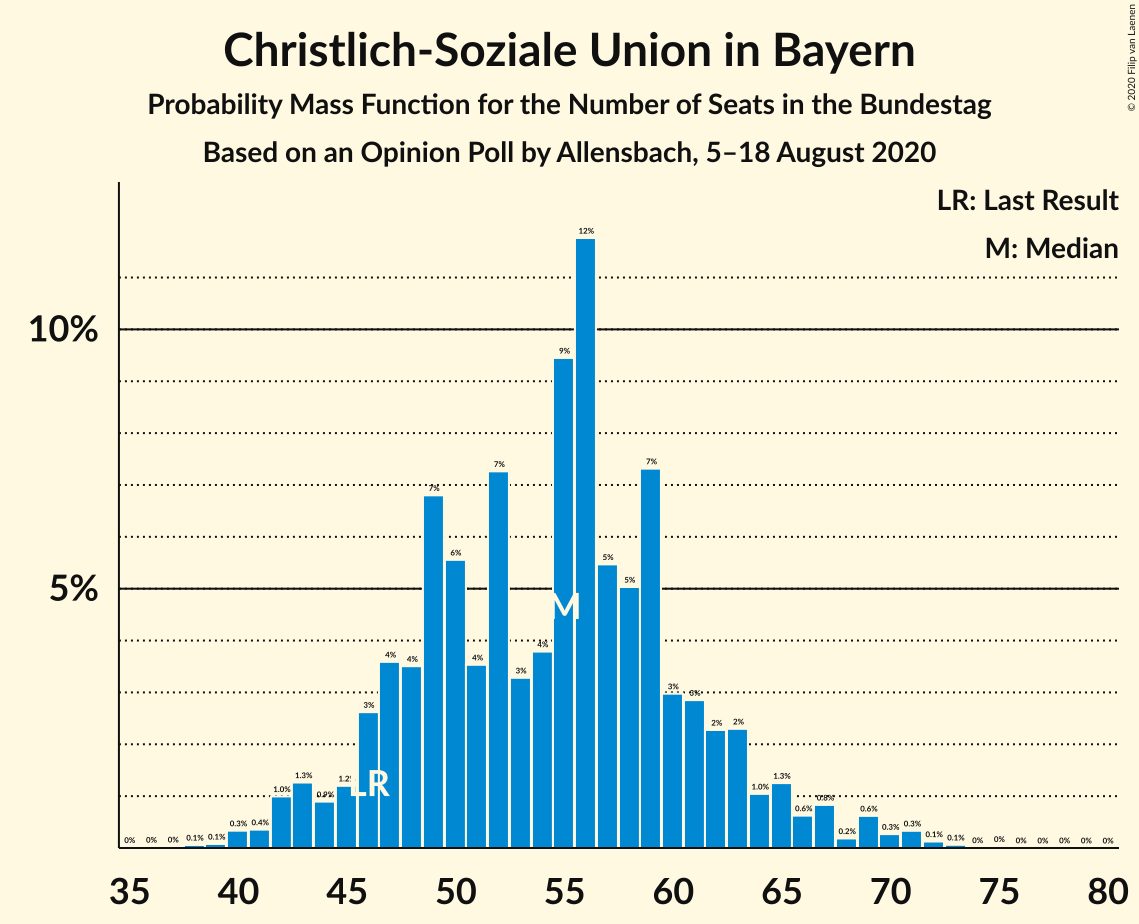 Christlich-Soziale Union in Bayern
Probability Mass Function for the Number of Seats in the Bundestag
Based on an Opinion Poll by Allensbach, 5–18 August 2020
© 2020 Filip van Laenen
LR: Last Result
M: Median
10%
5%
0% 0% 0% 0.1% 0.1% 0.3% 0.4% 1.0% 1.3% 0.9% 1.2% 3% 4% 4% 7% 6% 4% 7% 3% 4% 9% 12% 5% 5% 7% 3% 3% 2% 2% 1.0% 1.3% 0.6% 0.8% 0.2% 0.6% 0.3% 0.3% 0.1% 0.1% 0% 0% 0% 0% 0% 0% 0%
LR
M
35 40 45 50 55 60 65 70 75 80